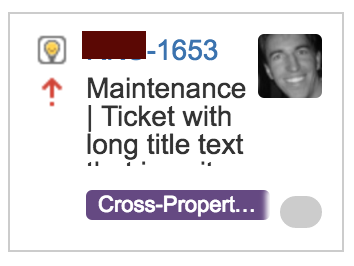 -1653
Maintenance
| Ticket with
long title text
Cross-Propert…